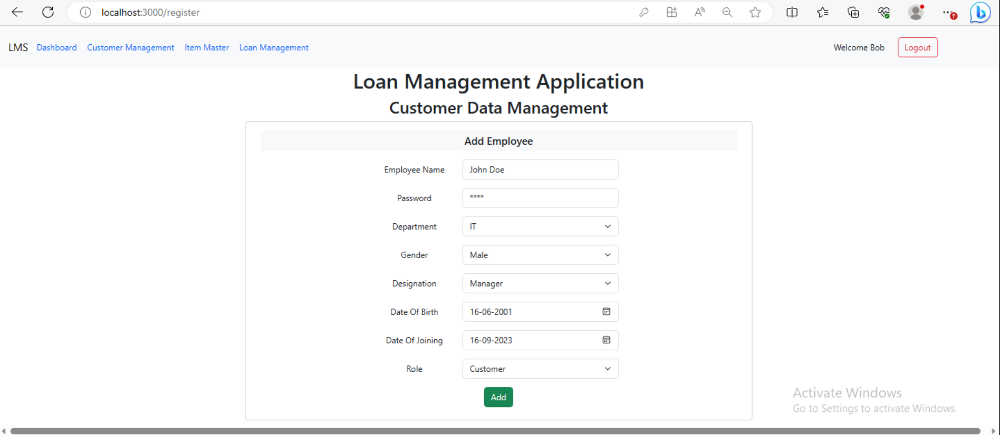 localhost:3000/register
LMS Dashboard Customer Management Item Master Loan Management Welcome Bob Logout
Loan Management Application
Customer Data Management
Add Employee
Employee Name John Doe
Password ****
Department IT
Gender Male
Designation Manager
Date Of Birth 16-06-2001
Date Of Joining 16-09-2023
Role Customer
Add
Activate Windows
Go to Settings to activate Windows.